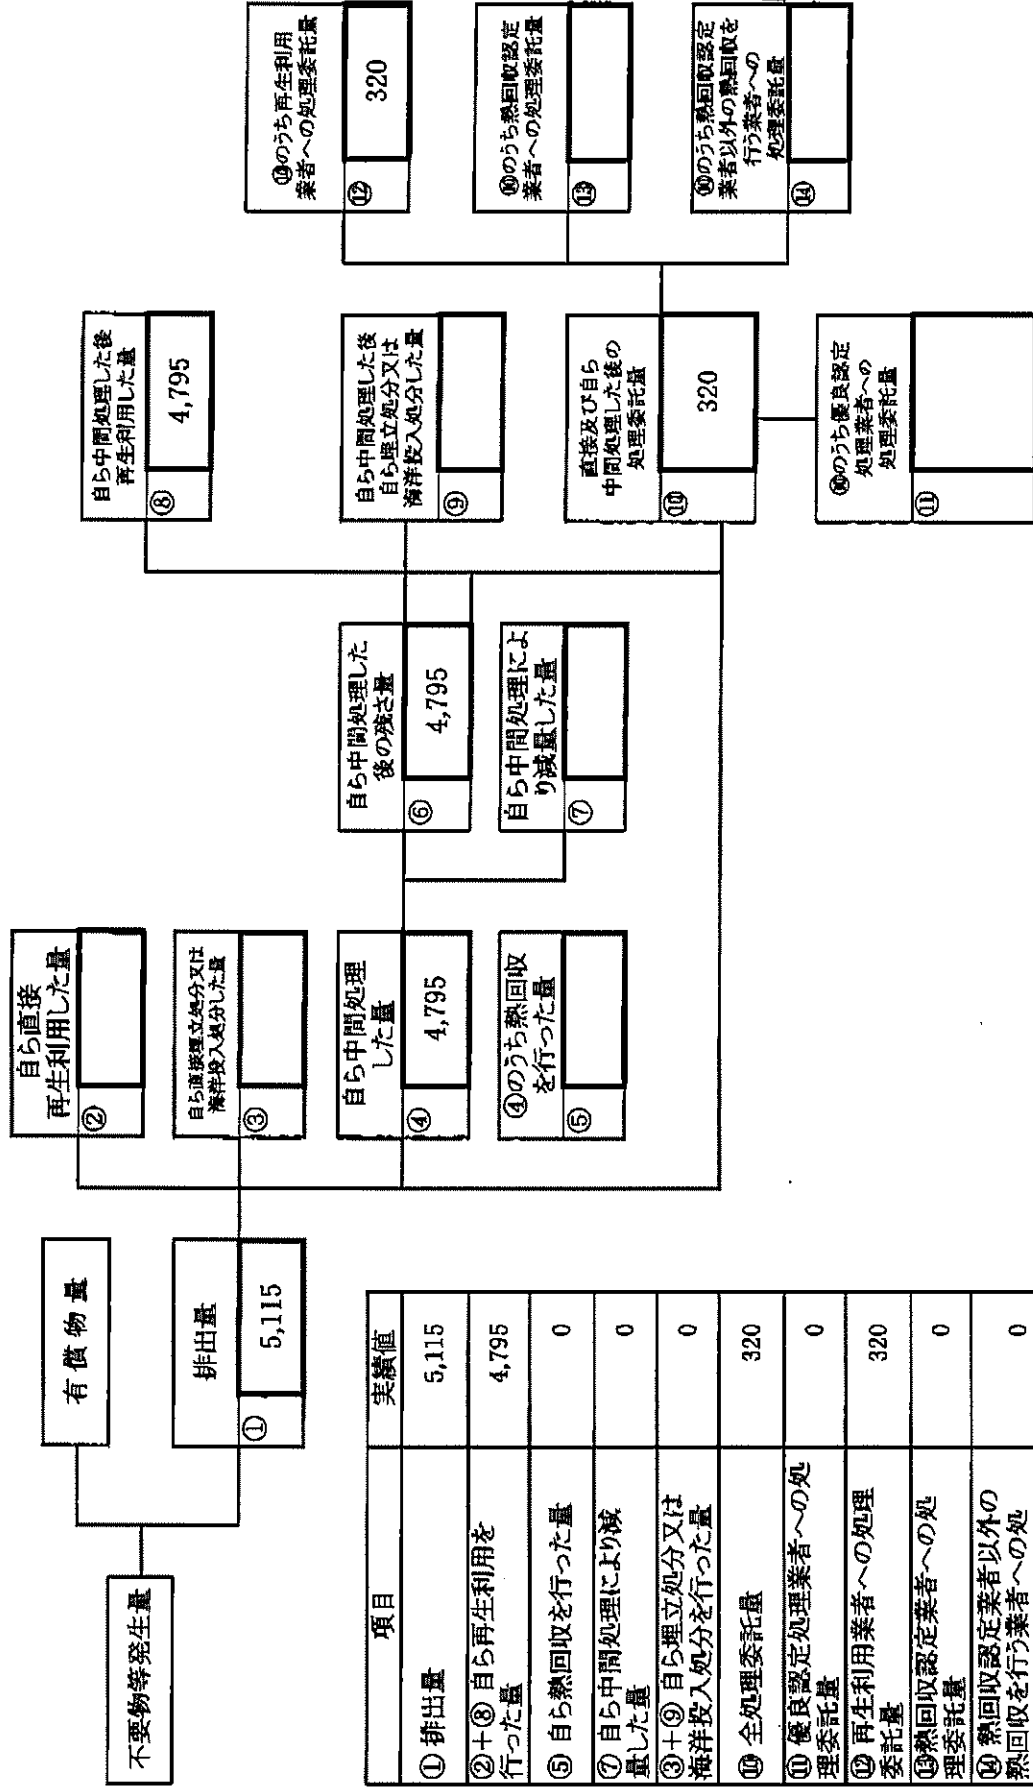 不要物等発生量
有償物量
排出量
①
5,115
自ら直接
再生利用した量
②
自ら直接埋立処分又は
海洋投入処分した量
③
自ら中間処理
した量
④
4,795
④のうち熱回収
を行った量
⑤
自ら中間処理した
後の残さ量
⑥
4,795
自ら中間処理によ
り減量した量
⑦
自ら中間処理した後
再生利用した量
⑧
4,795
自ら中間処理した後
自ら埋立処分又は
海洋投入処分した量
⑨
直接及び自ら
中間処理した後の
処理委託量
⑩
320
⑩のうち優良認定
処理業者への
処理委託量
⑪
⑩のうち再生利用
業者への処理委託量
⑫
320
⑩のうち熱回収認定
業者への処理委託量
⑬
⑩のうち熱回収認定
業者以外の熱回収を
行う業者への
処理委託量
⑭
項目 実績値
①排出量 5,115
②+⑧自ら再生利用を
行った量 4,795
⑤自ら熱回収を行った量 0
⑦自ら中間処理により減
量した量 0
③+⑨自ら埋立処分又は
海洋投入処分を行った量 0
⑩全処理委託量 320
⑪優良認定処理業者への処
理委託量 0
⑫再生利用業者への処理
委託量 320
⑬熱回収認定業者への処
理委託量 0
⑭熱回収認定業者以外の
熱回収を行う業者への処 0